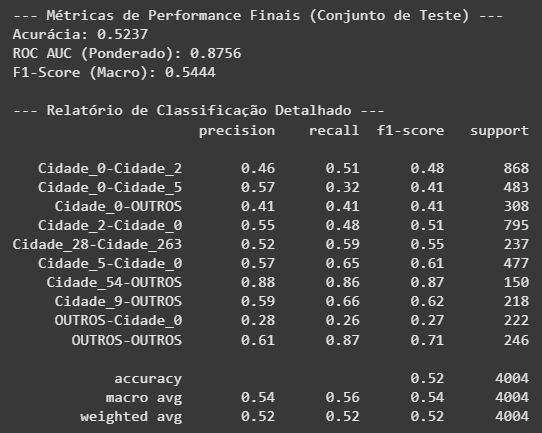 --- Métricas de Performance Finais (Conjunto de Teste) ---
Acurácia: 0.5237
ROC AUC (Ponderado): 0.8756
F1-Score (Macro): 0.5444
--- Relatório de Classificação Detalhado ---
precision recall f1-score support
Cidade_0-Cidade_2 0.46 0.51 0.48 868
Cidade_0-Cidade_5 0.57 0.32 0.41 483
Cidade_0-OUTROS 0.41 0.41 0.41 308
Cidade_2-Cidade_0 0.55 0.48 0.51 795
Cidade_28-Cidade_263 0.52 0.59 0.55 237
Cidade_5-Cidade_0 0.57 0.65 0.61 477
Cidade_54-OUTROS 0.88 0.86 0.87 150
Cidade_9-OUTROS 0.59 0.66 0.62 218
OUTROS-Cidade_0 0.28 0.26 0.27 222
OUTROS-OUTROS 0.61 0.87 0.71 246
accuracy 0.52 4004
macro avg 0.54 0.56 0.54 4004
weighted avg 0.52 0.52 0.52 4004